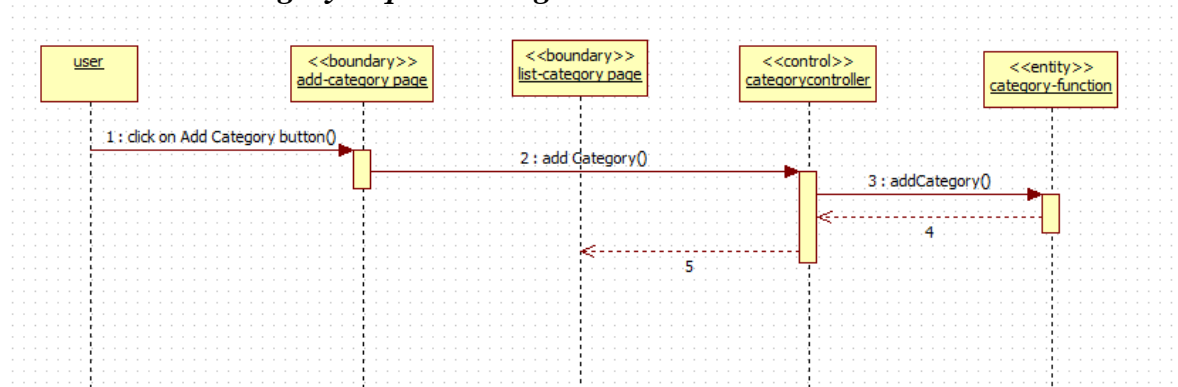 user
<<boundary>>
add-category page
<<boundary>>
list-category page
<<control>>
categorycontroller
<<entity>>
category-function
1 : click on Add Category button()
2 : add Category()
3 : addCategory()
4
5